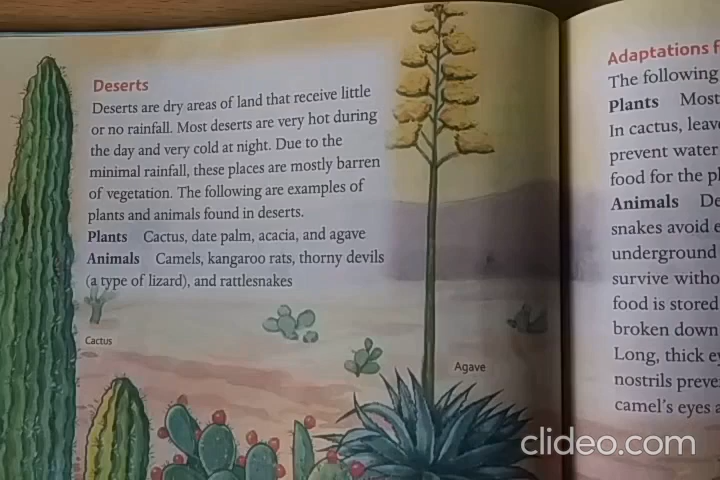 Deserts
Deserts are dry areas of land that receive little
or no rainfall. Most deserts are very hot during
the day and very cold at night. Due to the
minimal rainfall, these places are mostly barren
of vegetation. The following are examples of
plants and animals found in deserts.
Plants Cactus, date palm, acacia, and agave
Animals Camels, kangaroo rats, thorny devils
(a type of lizard), and rattlesnakes
Cactus
Agave
Adaptations
The following
Plants Most
In cactus,
prevent water
food for the
Animals
snakes avoid
underground
survive
food is stored
broken down
Long, thick
nostrils
camel's eyes
clideo.com